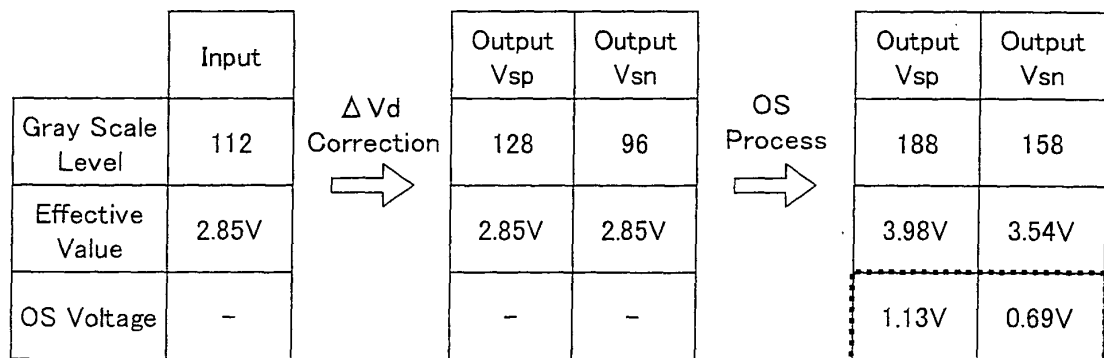 Input
Output Vsp
Output Vsn
Output Vsp
Output Vsn
Gray Scale Level
112
Δ Vd Correction
128
96
OS Process
188
158
Effective Value
2.85V
2.85V
2.85V
3.98V
3.54V
OS Voltage
-
-
-
1.13V
0.69V